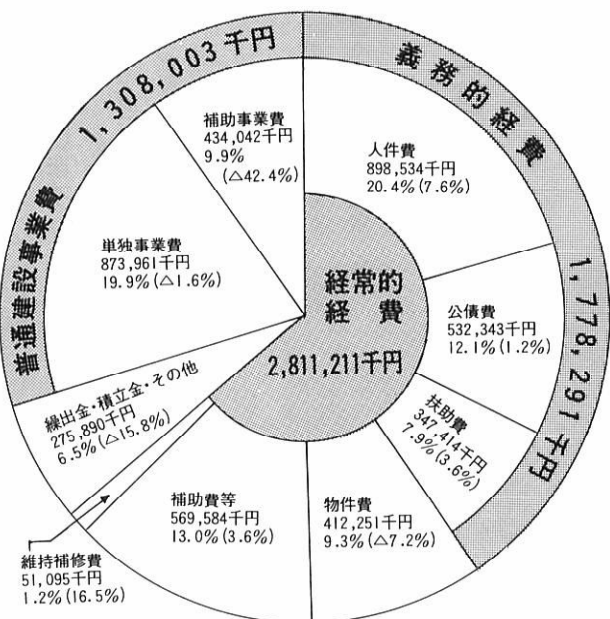 普通建設事業費 1,308,003千円
義務的経費 1,778,291千円
補助事業費
434,042千円
9.9%
(△42.4%)
人件費
898,534千円
20.4%(7.6%)
単独事業費
873,961千円
19.9%(△1.6%)
経常的
経費
2,811,211千円
公債費
532,343千円
12.1%(1.2%)
扶助費
347,414千円
7.9%(3.6%)
繰出金・積立金・その他
275,890千円
6.5%(△15.8%)
補助費等
569,584千円
13.0%(3.6%)
物件費
412,251千円
9.3%(△7.2%)
維持補修費
51,095千円
1.2%(16.5%)